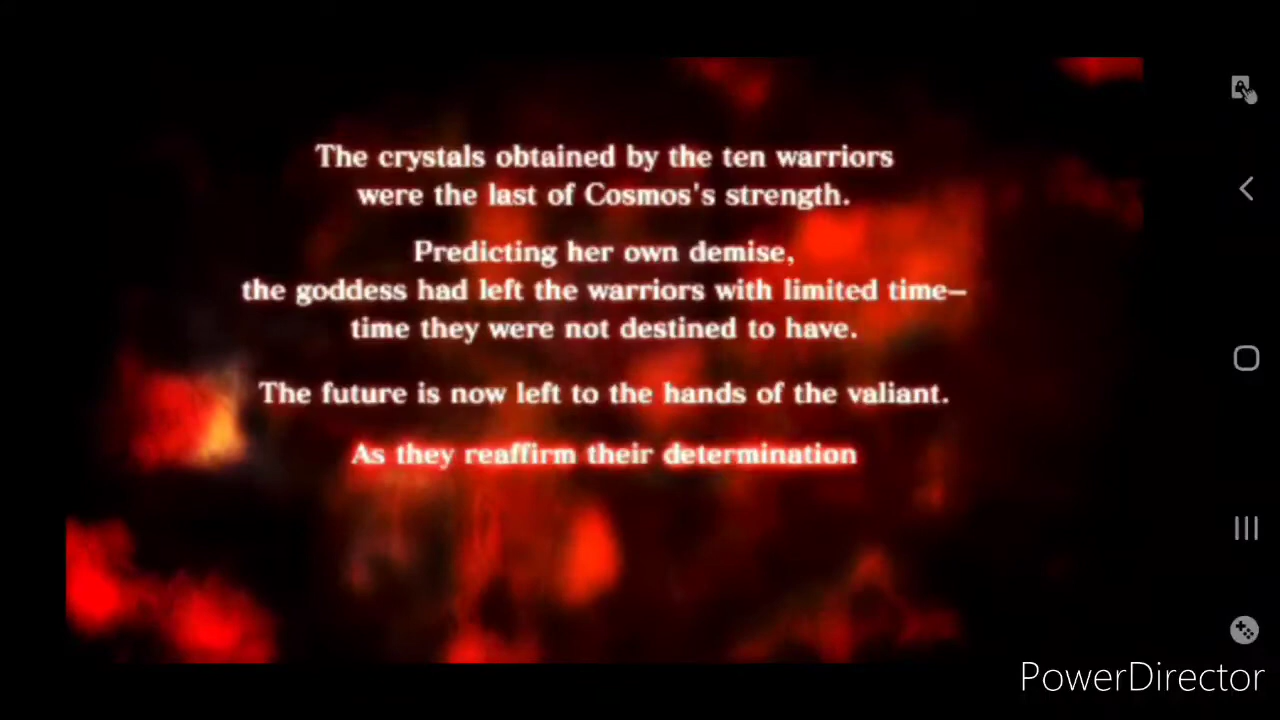 The crystals obtained by the ten warriors
were the last of Cosmos's strength.
Predicting her own demise,
the goddess had left the warriors with limited time–
time they were not destined to have.
The future is now left to the hands of the valiant.
As they reaffirm their determination
PowerDirector